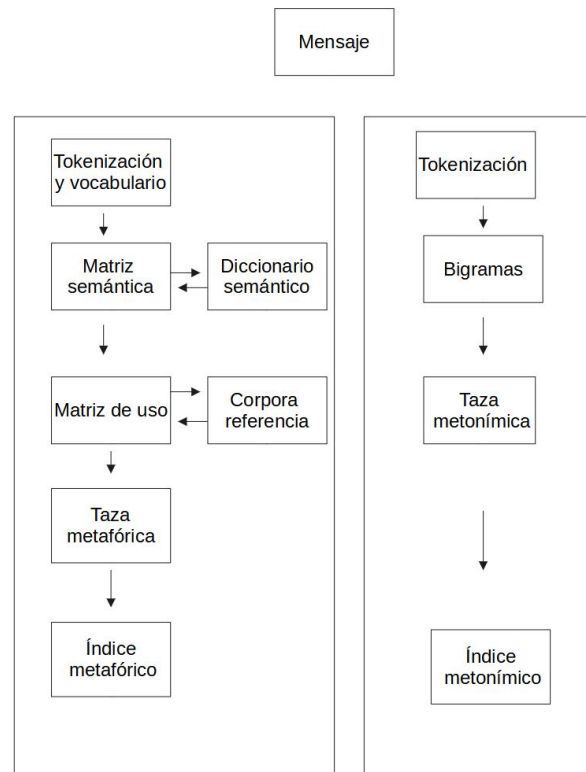 Mensaje
Tokenización
y vocabulario
Matriz
semántica
Diccionario
semántico
Matriz de uso
Corpora
referencia
Taza
metafórica
Índice
metafórico
Tokenización
Bigramas
Taza
metonímica
Índice
metonímico